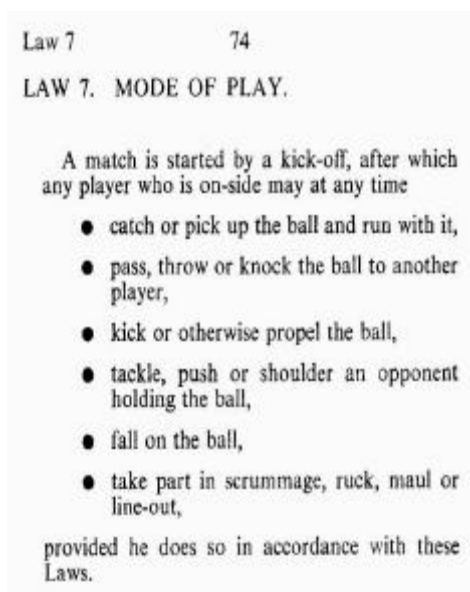 Law 7 74
LAW 7. MODE OF PLAY.
A match is started by a kick-off, after which
any player who is on-side may at any time
● catch or pick up the ball and run with it,
● pass, throw or knock the ball to another
player,
● kick or otherwise propel the ball,
● tackle, push or shoulder an opponent
holding the ball,
● fall on the ball,
● take part in scrummage, ruck, maul or
line-out,
provided he does so in accordance with these
Laws.